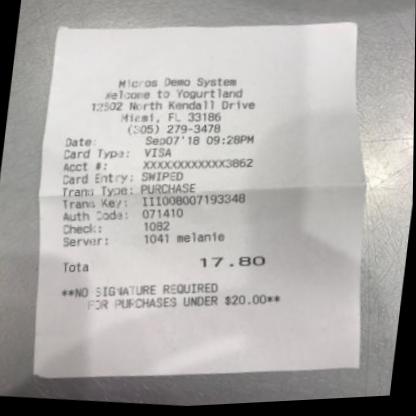 Micros Demo System
Welcome to Yogurtland
12502 North Kendall Drive
Miami, FL 33186
(305) 279-3478
Date: Sep07'18 09:28PM
Card Type: VISA
Acct #: XXXXXXXXXXXX3862
Card Entry: SWIPED
Trans Type: PURCHASE
Trans Key: III008007193348
Auth Code: 071410
Check: 1082
Server: 1041 melanie
Tota 17.80
**NO SIGNATURE REQUIRED
FOR PURCHASES UNDER $20.00**